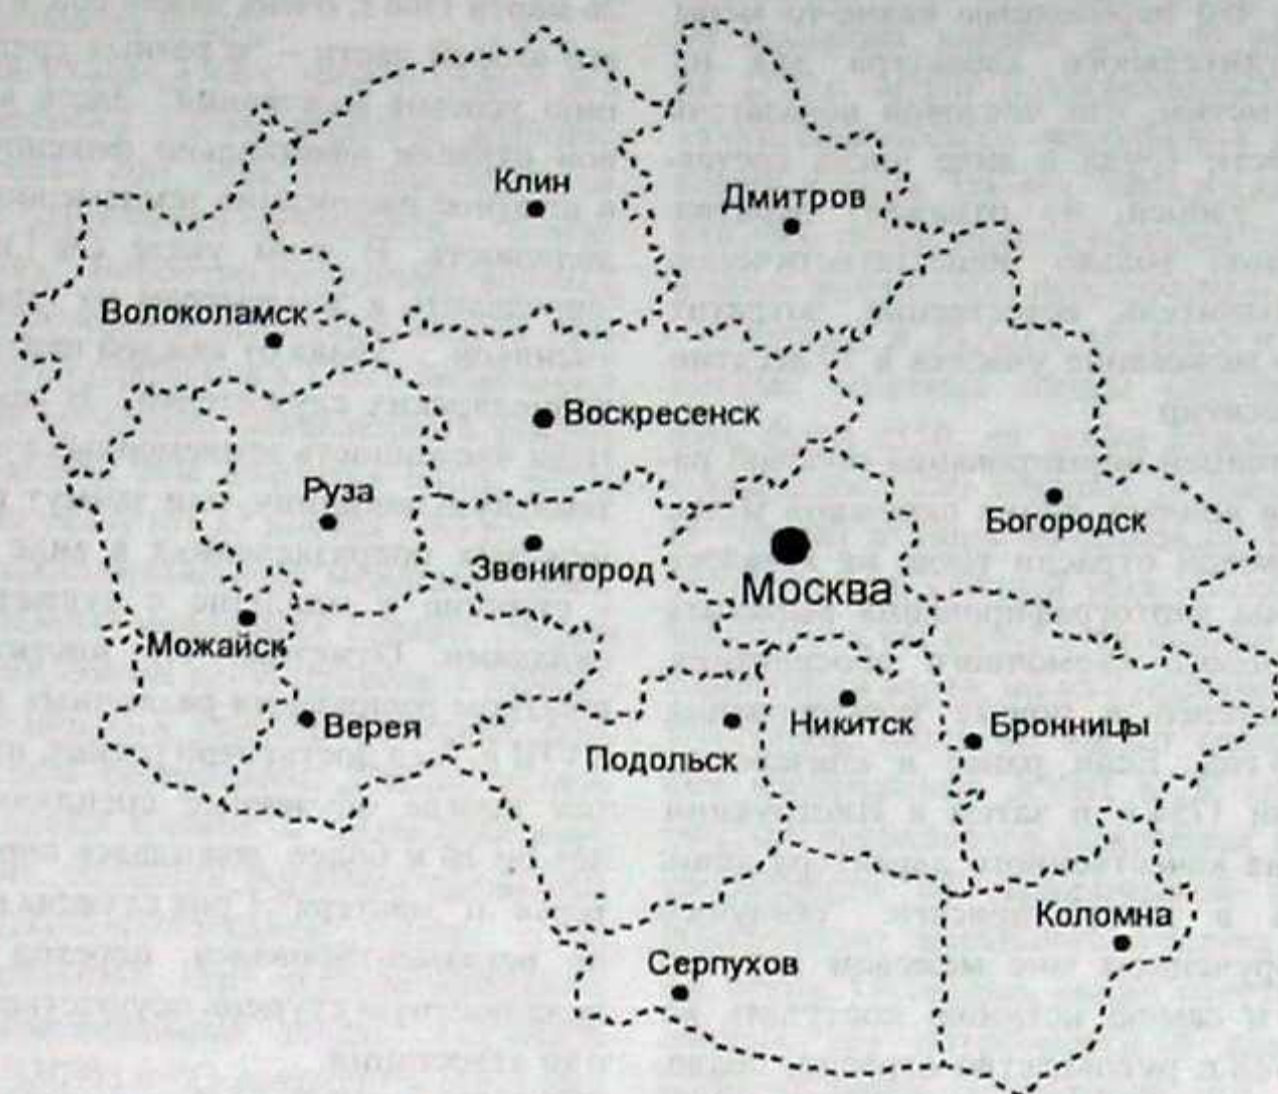 Клин
Дмитров
Волоколамск
Воскресенск
Руза
Богородск
Звенигород
Москва
Можайск
Верея
Никитск
Бронницы
Подольск
Коломна
Серпухов